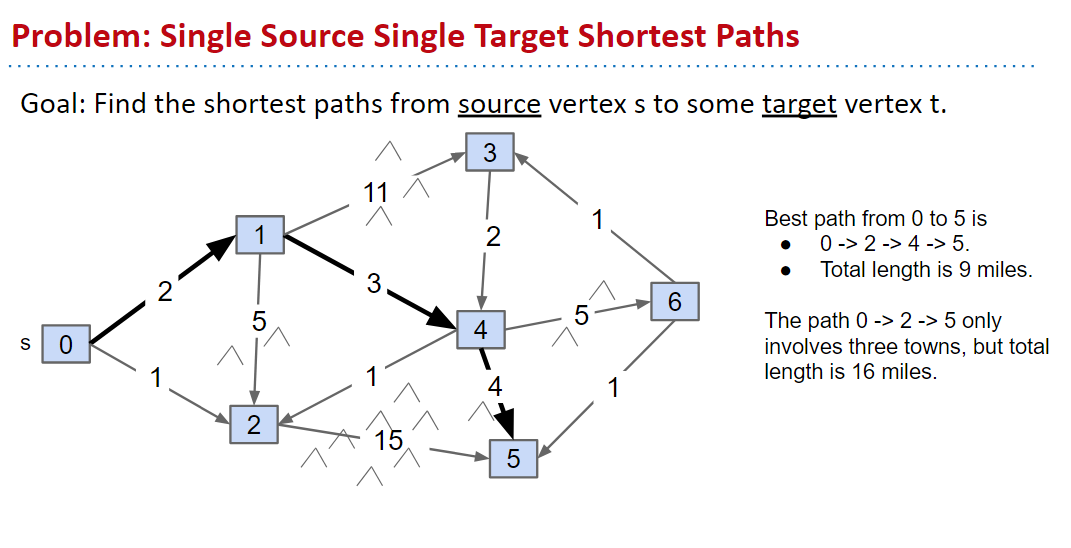 Problem: Single Source Single Target Shortest Paths
Goal: Find the shortest paths from source vertex s to some target vertex t.
3
11
1
1
2
Best path from 0 to 5 is
● 0 -> 2 -> 4 -> 5.
● Total length is 9 miles.
2
3
6
s
0
5
4
5
The path 0 -> 2 -> 5 only
involves three towns, but total
length is 16 miles.
1
1
4
1
2
15
5